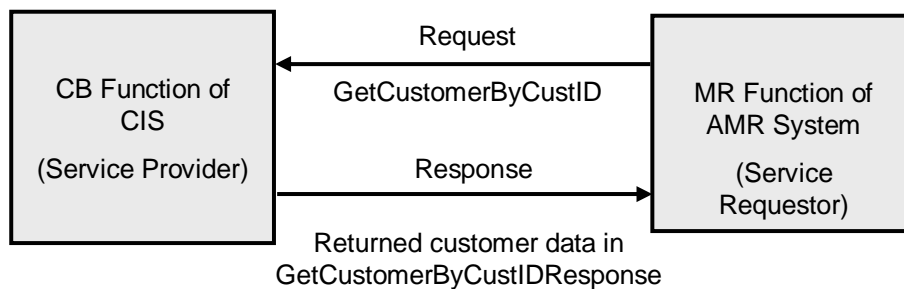 CB Function of
CIS
(Service Provider)
Request
GetCustomerByCustID
Response
Returned customer data in
GetCustomerByCustIDResponse
MR Function of
AMR System
(Service
Requestor)